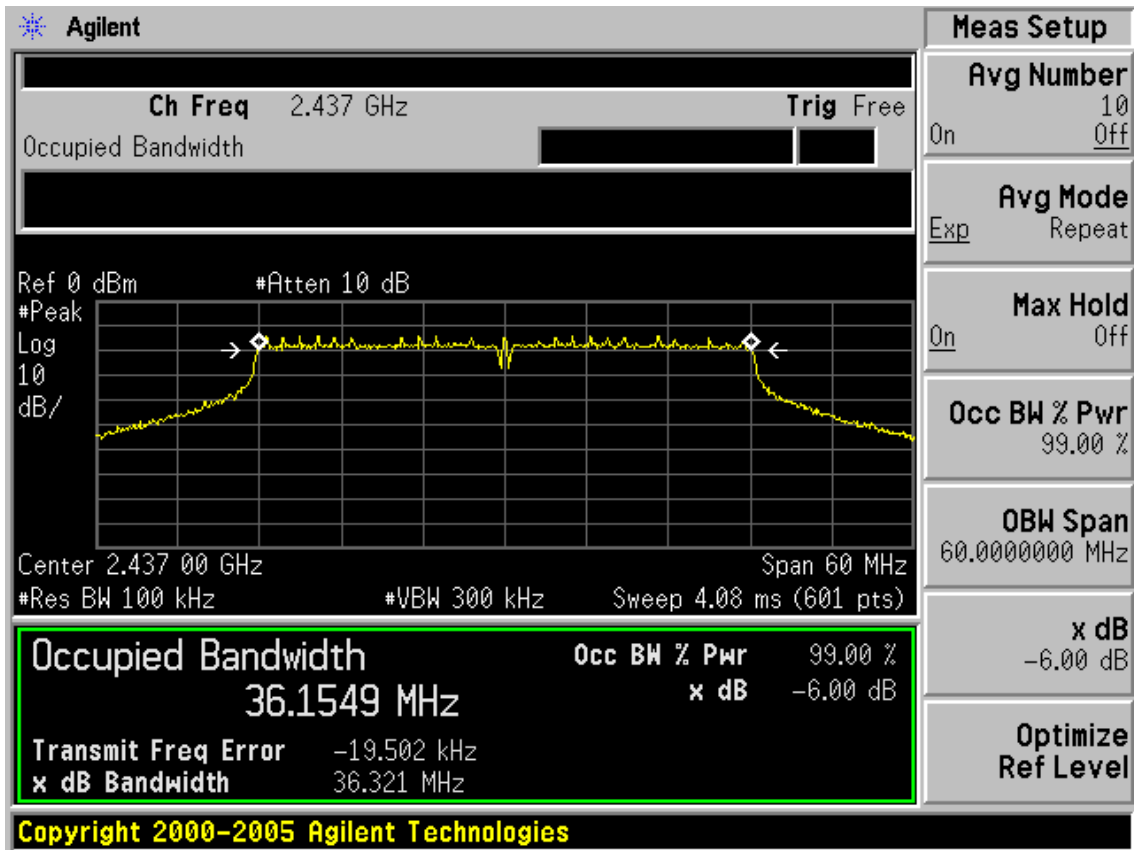 Agilent
Ch Freq 2.437 GHz Trig Free
Occupied Bandwidth
Ref 0 dBm #Atten 10 dB
#Peak
Log
10
dB/
Center 2.437 00 GHz Span 60 MHz
#Res BW 100 kHz #VBW 300 kHz Sweep 4.08 ms (601 pts)
Occupied Bandwidth Occ BW % Pwr 99.00 %
36.1549 MHz x dB -6.00 dB
Transmit Freq Error -19.502 kHz
x dB Bandwidth 36.321 MHz
Copyright 2000-2005 Agilent Technologies
Meas Setup
Avg Number
10
On Off
Avg Mode
Exp Repeat
Max Hold
On Off
Occ BW % Pwr
99.00 %
OBW Span
60.0000000 MHz
x dB
-6.00 dB
Optimize
Ref Level